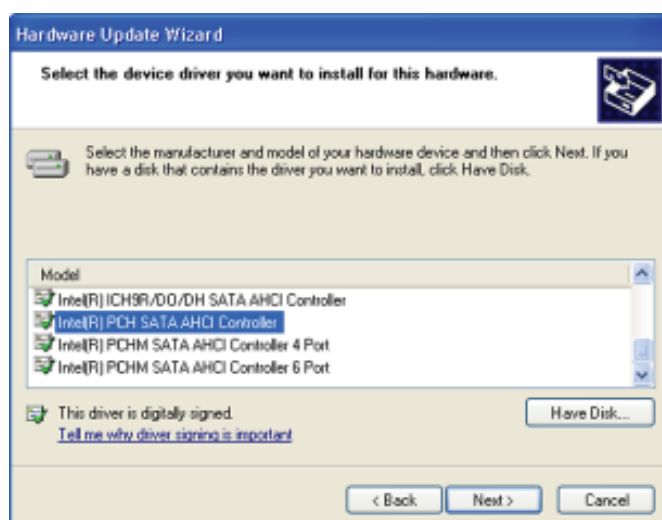 Hardware Update Wizard
Select the device driver you want to install for this hardware.
Select the manufacturer and model of your hardware device and then click Next. If you
have a disk that contains the driver you want to install, click Have Disk.
Model
Intel(R) ICH9R/DO/DH SATA AHCI Controller
Intel(R) PCH SATA AHCI Controller
Intel(R) PCHM SATA AHCI Controller 4 Port
Intel(R) PCHM SATA AHCI Controller 6 Port
This driver is digitally signed.
Have Disk...
Tell me why driver signing is important
< Back
Next >
Cancel